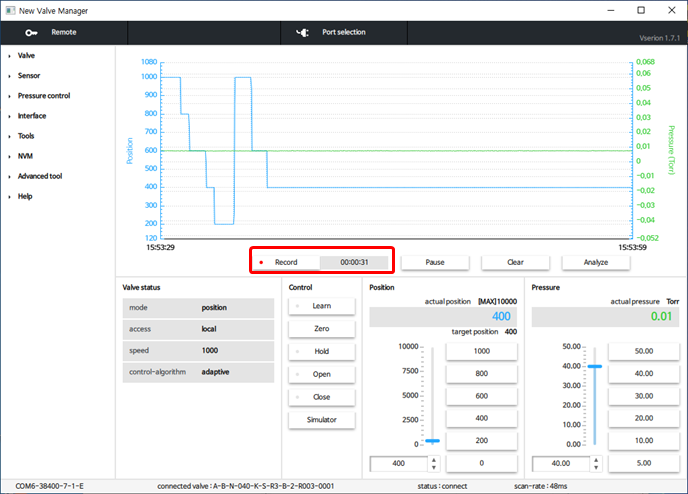 New Valve Manager
Remote
Port selection
Vserion 1.7.1
Valve
Sensor
Pressure control
Interface
Tools
NVM
Advanced tool
Help
Position
1080
1000
900
800
700
600
500
400
300
200
120
0,068
0,06
0,05
0,04
0,03
0,02
0,01
0
-0,01
-0,02
-0,03
-0,04
-0,052
Pressure (Torr)
15:53:29
15:53:59
Record 00:00:31 Pause Clear Analyze
Valve status
mode position
access local
speed 1000
control-algorithm adaptive
Control
Learn
Zero
Hold
Open
Close
Simulator
Position
actual position [MAX]10000
400
target position 400
10000
8000
6000
4000
2000
0
1000
800
600
400
200
0
400
Pressure
actual pressure Torr
0.01
50.00
40.00
30.00
20.00
10.00
0.00
50.00
40.00
30.00
20.00
10.00
5.00
40.00
COM6-38400-7-1-E connected valve : A-B-N-040-K-S-R3-B-2-R003-0001 status : connect scan-rate : 48ms